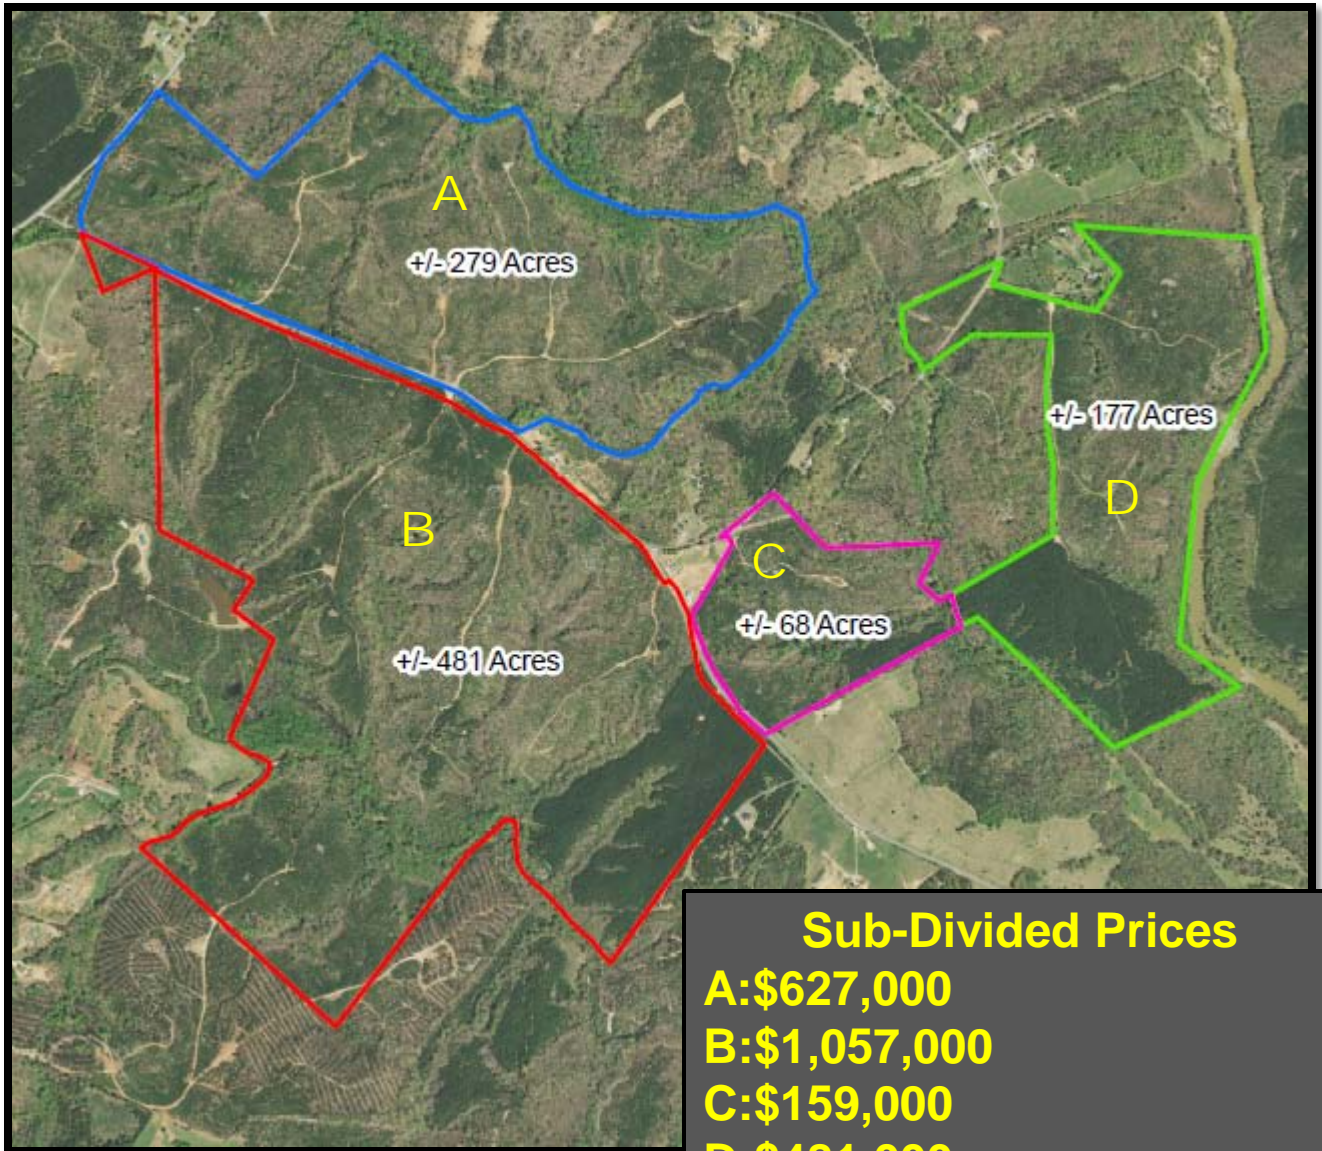 A
+/- 279 Acres
+/- 177 Acres
D
B
C
+/- 68 Acres
+/- 481 Acres
Sub-Divided Prices
A:$627,000
B:$1,057,000
C:$159,000